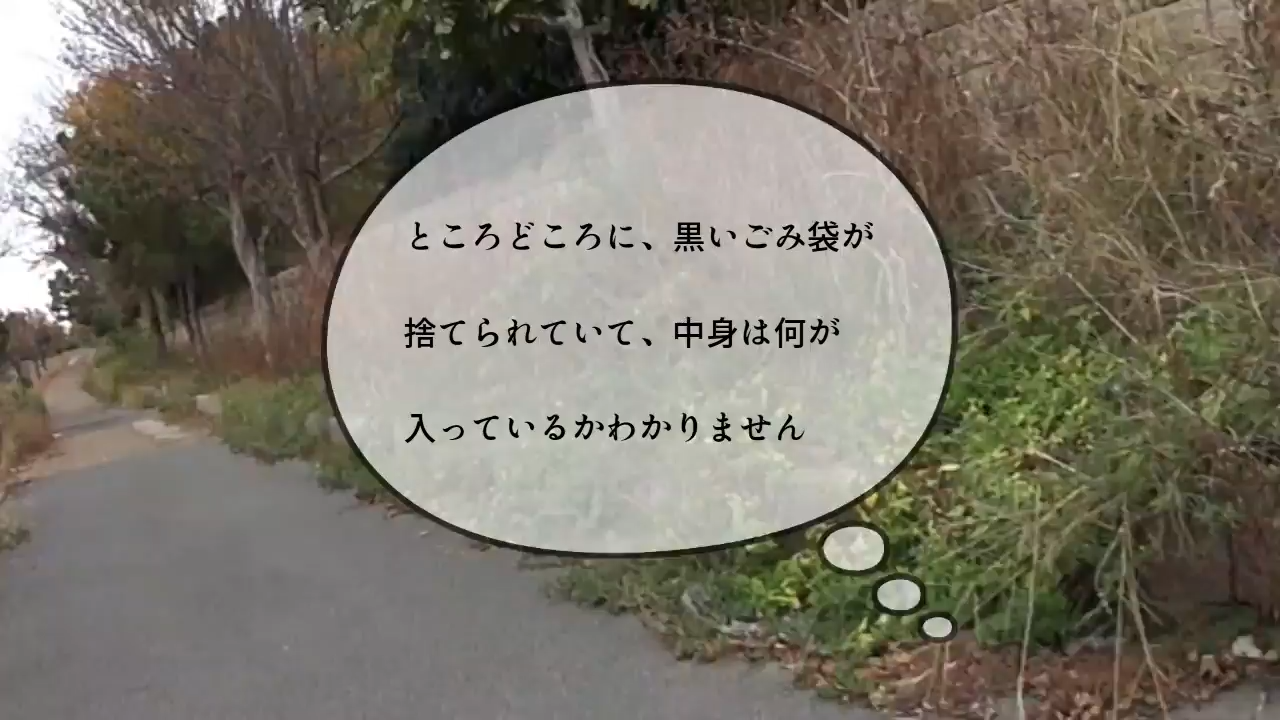 ところどころに、黒いごみ袋が
捨てられていて、中身は何が
入っているかわかりません